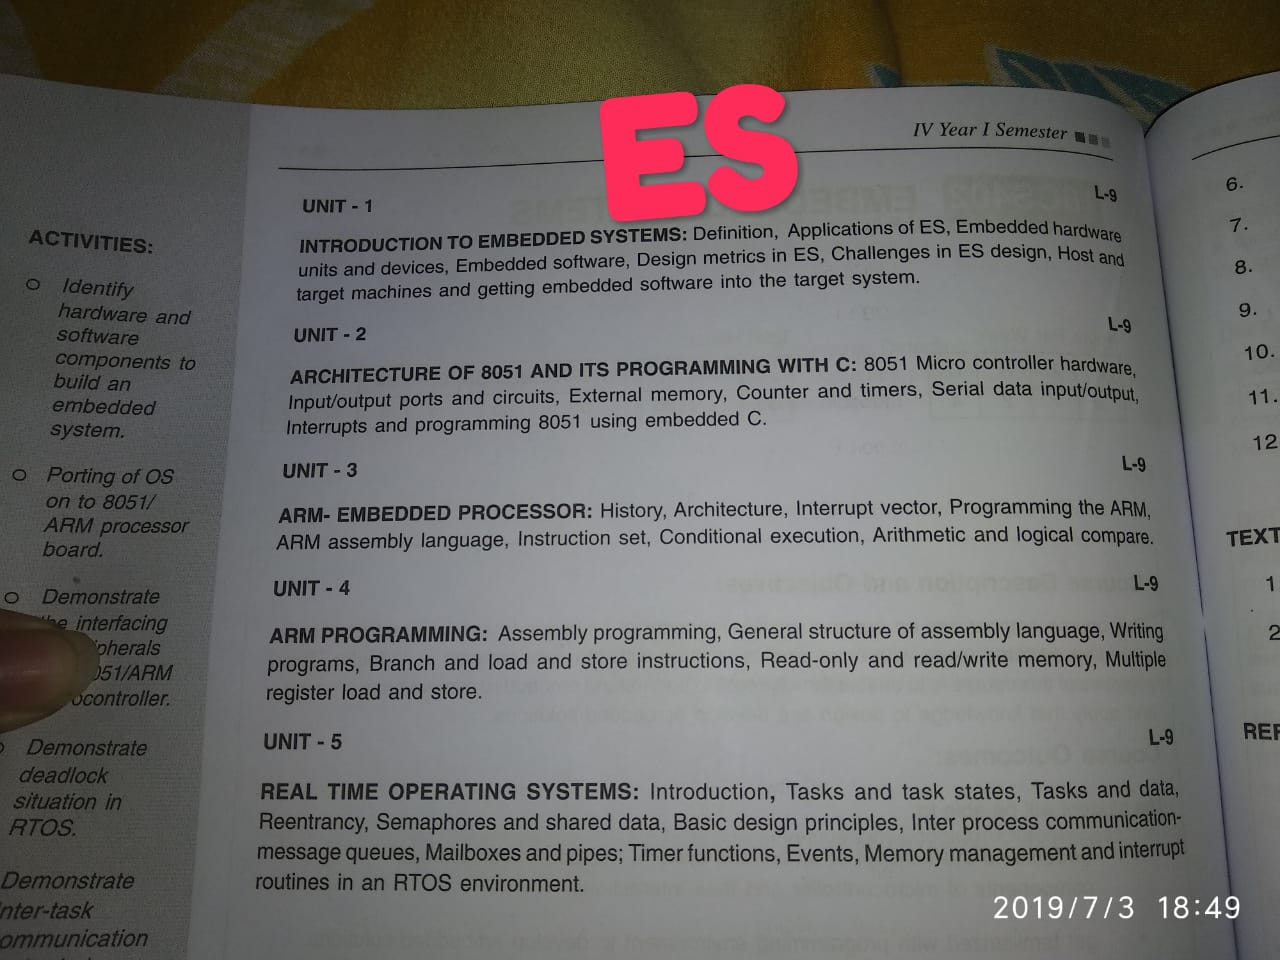 ES
IV Year I Semester
ACTIVITIES:
o Identify
hardware and
software
components to
build an
embedded
system.
o Porting of OS
on to 8051/
ARM processor
board.
o Demonstrate
interfacing
051/ARM
Demonstrate
deadlock
situation in
RTOS.
Demonstrate
UNIT - 1 L-9
INTRODUCTION TO EMBEDDED SYSTEMS: Definition, Applications of ES, Embedded hardware
units and devices, Embedded software, Design metrics in ES, Challenges in ES design, Host and
target machines and getting embedded software into the target system.
UNIT - 2 L-9
ARCHITECTURE OF 8051 AND ITS PROGRAMMING WITH C: 8051 Micro controller hardware,
Input/output ports and circuits, External memory, Counter and timers, Serial data input/output,
Interrupts and programming 8051 using embedded C.
UNIT - 3 L-9
ARM- EMBEDDED PROCESSOR: History, Architecture, Interrupt vector, Programming the ARM,
ARM assembly language, Instruction set, Conditional execution, Arithmetic and logical compare.
UNIT - 4 L-9
ARM PROGRAMMING: Assembly programming, General structure of assembly language, Writing
programs, Branch and load and store instructions, Read-only and read/write memory, Multiple
register load and store.
UNIT - 5 L-9
REAL TIME OPERATING SYSTEMS: Introduction, Tasks and task states, Tasks and data,
Reentrancy, Semaphores and shared data, Basic design principles, Inter process communication-
message queues, Mailboxes and pipes; Timer functions, Events, Memory management and interrupt
routines in an RTOS environment.
6.
7.
8.
9.
10.
11.
12
TEXT
1
2
REF
2019/7/3 18:49